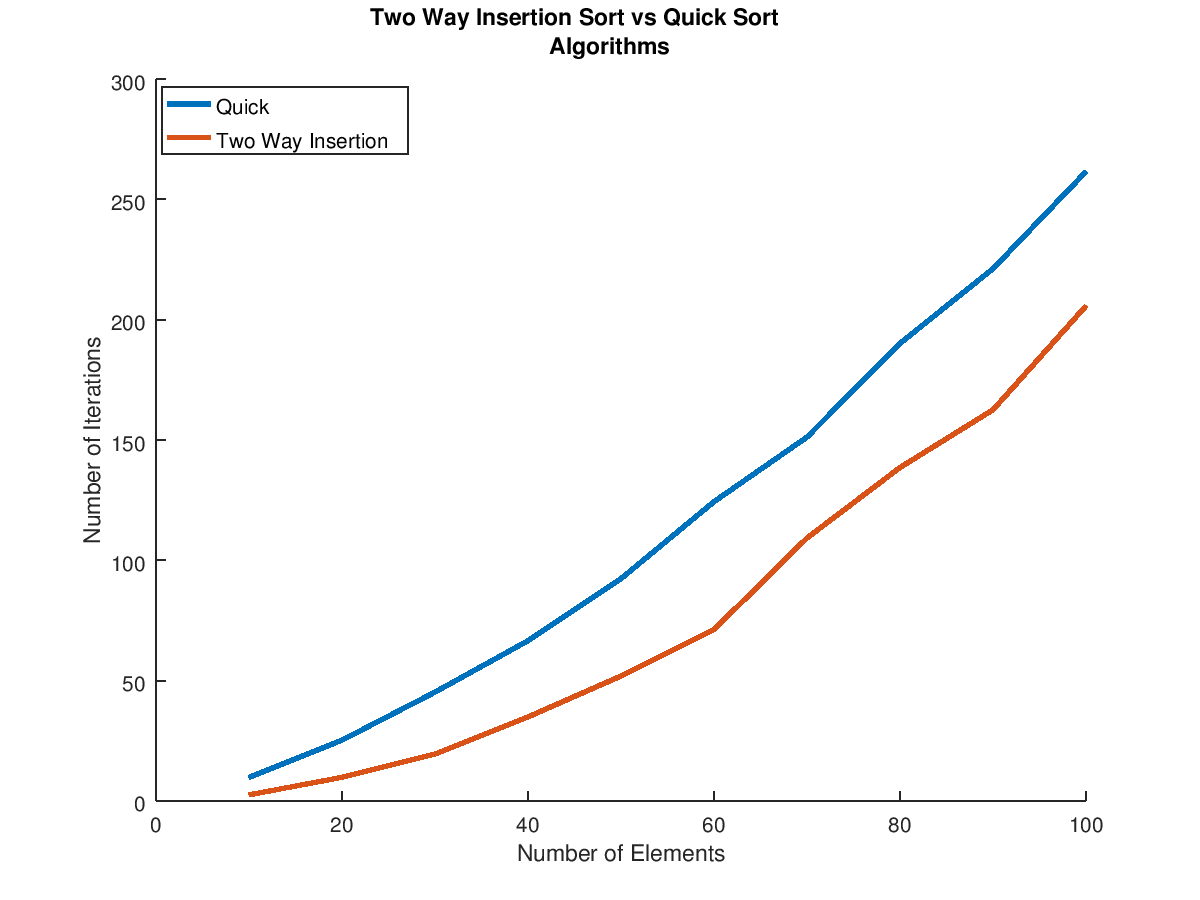 Two Way Insertion Sort vs Quick Sort
Algorithms
300
Quick
Two Way Insertion
250
200
150
100
50
0
Number of Iterations
0 20 40 60 80 100
Number of Elements